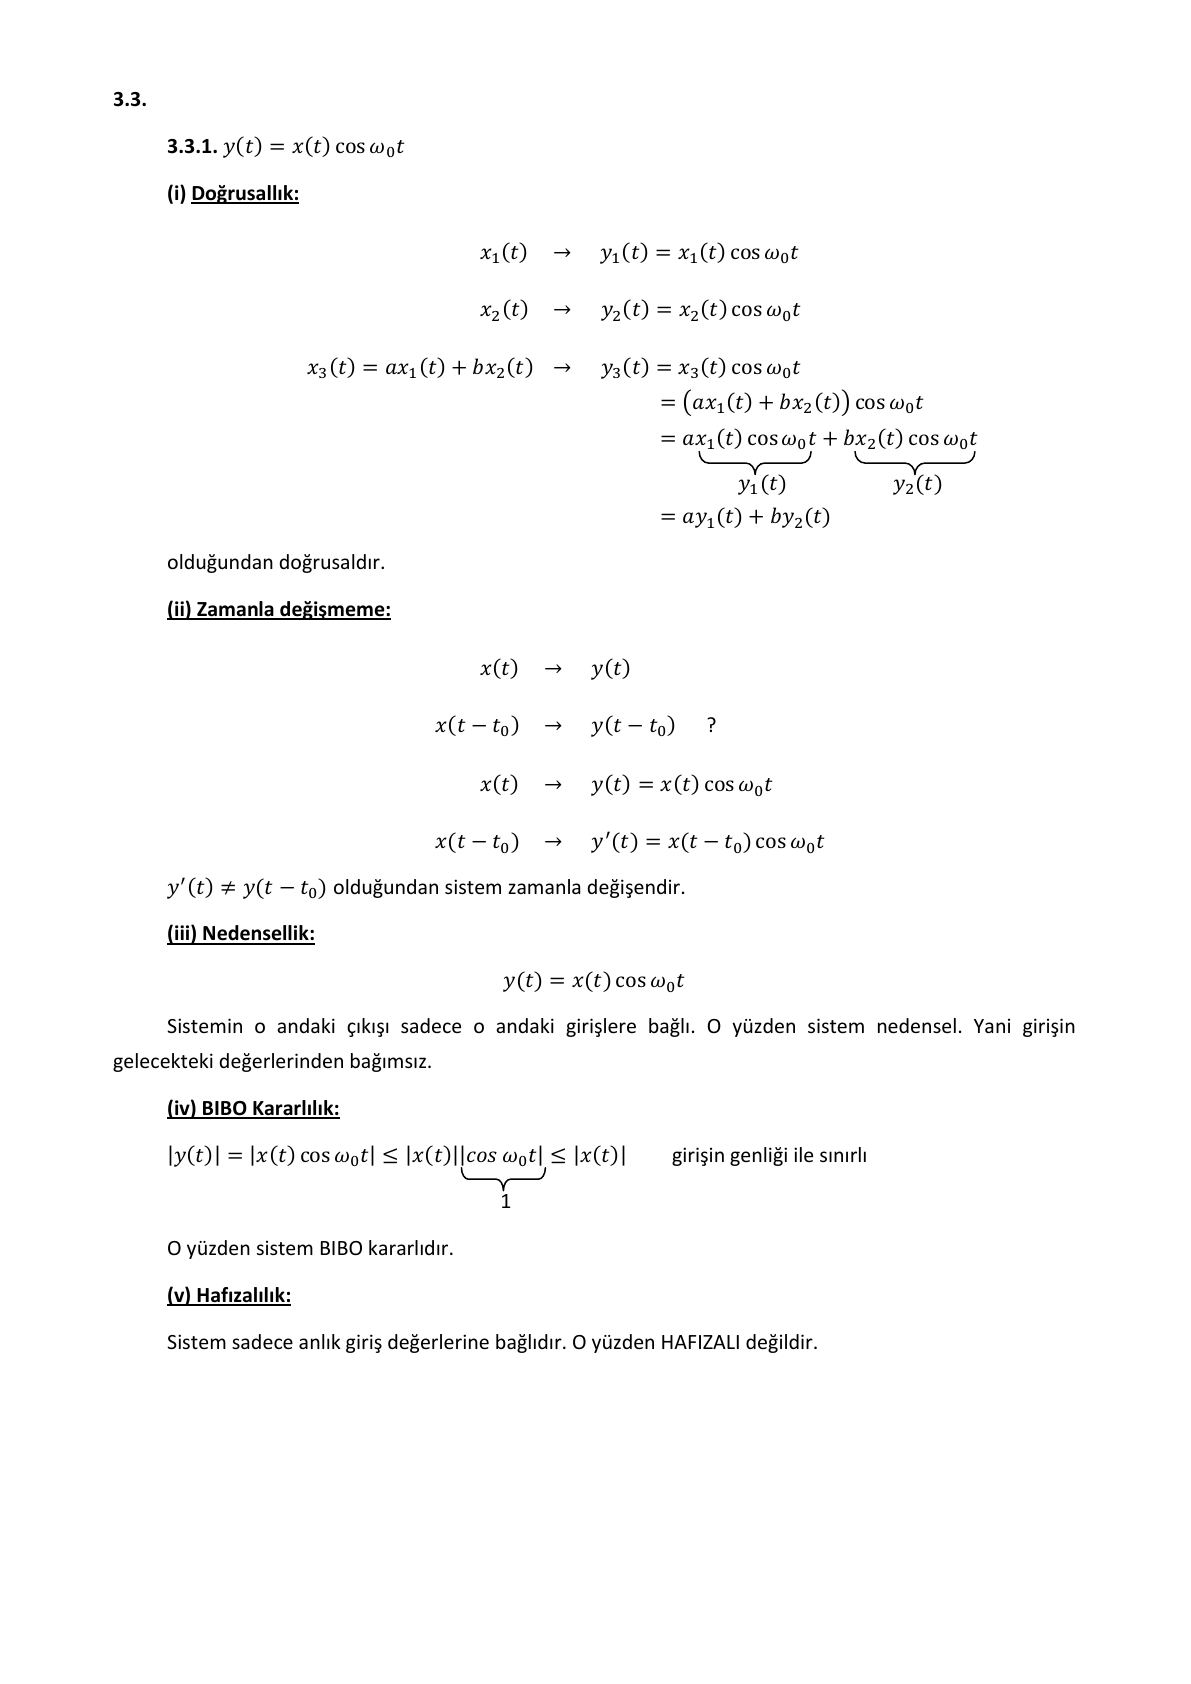 3.3.
3.3.1. y(t) = x(t) cos ω₀t
(i) Doğrusallık:
x₁(t) → y₁(t) = x₁(t) cos ω₀t
x₂(t) → y₂(t) = x₂(t) cos ω₀t
x₃(t) = ax₁(t) + bx₂(t) → y₃(t) = x₃(t) cos ω₀t
= (ax₁(t) + bx₂(t)) cos ω₀t
= ax₁(t) cos ω₀t + bx₂(t) cos ω₀t
y₁(t) y₂(t)
= ay₁(t) + by₂(t)
olduğundan doğrusaldır.
(ii) Zamanla değişmeme:
x(t) → y(t)
x(t − t₀) → y(t − t₀) ?
x(t) → y(t) = x(t) cos ω₀t
x(t − t₀) → y′(t) = x(t − t₀) cos ω₀t
y′(t) ≠ y(t − t₀) olduğundan sistem zamanla değişendir.
(iii) Nedensellik:
y(t) = x(t) cos ω₀t
Sistemin o andaki çıkışı sadece o andaki girişlere bağlı. O yüzden sistem nedensel. Yani girişin
gelecekteki değerlerinden bağımsız.
(iv) BIBO Kararlılık:
|y(t)| = |x(t) cos ω₀t| ≤ |x(t)||cos ω₀t| ≤ |x(t)| girişin genliği ile sınırlı
1
O yüzden sistem BIBO kararlıdır.
(v) Hafızalılık:
Sistem sadece anlık giriş değerlerine bağlıdır. O yüzden HAFIZALI değildir.